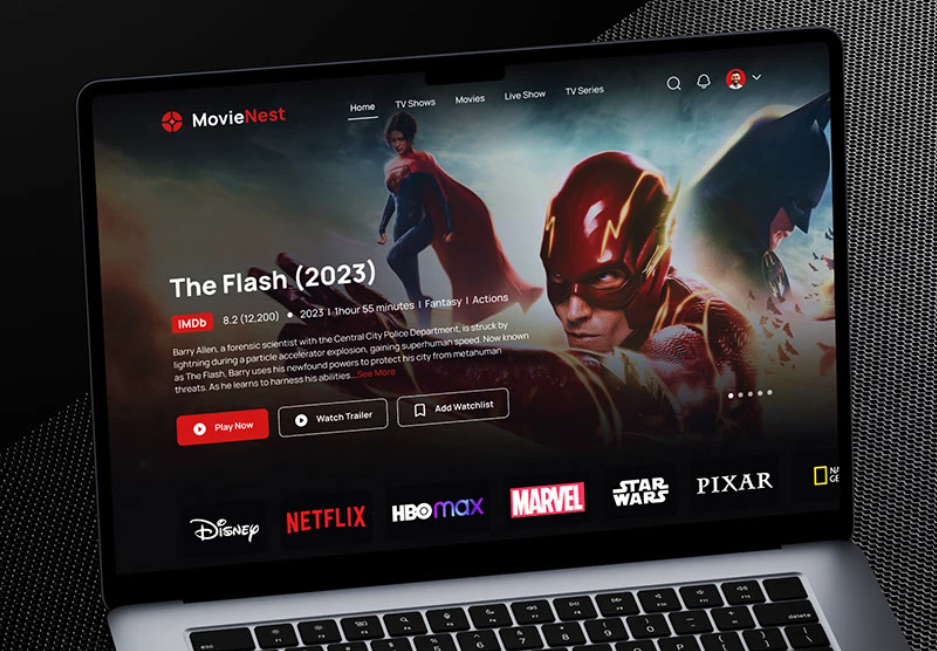 MovieNest
Home
TV Shows
Movies
Live Show
TV Series
The Flash (2023)
IMDb
8.2 (12,200) • 2023 | 1hour 55 minutes | Fantasy | Actions
Barry Allen, a forensic scientist with the Central City Police Department, is struck by
lightning during a particle accelerator explosion, gaining superhuman speed. Now known
as The Flash, Barry uses his newfound powers to protect his city from metahuman
threats. As he learns to harness his abilities...See More
Play Now
Watch Trailer
Add Watchlist
Disney
NETFLIX
HBO max
MARVEL
STAR
WARS
PIXAR
NA
GE
esc
delete